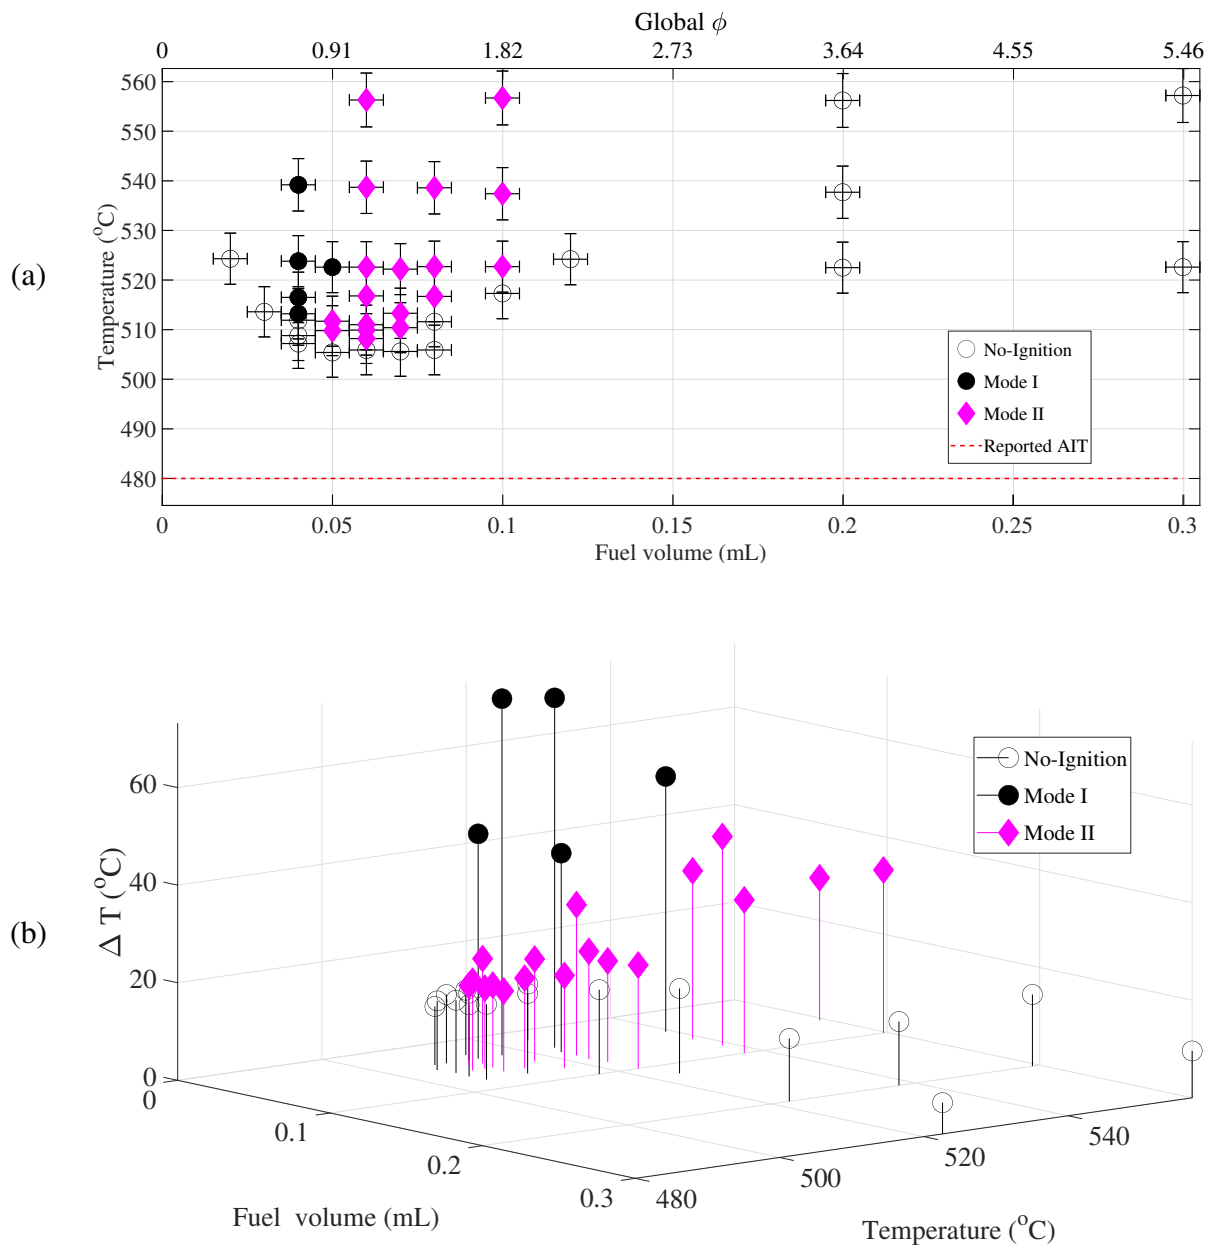 Global ϕ
0 0.91 1.82 2.73 3.64 4.55 5.46
(a)
Temperature (°C)
560
550
540
530
520
510
500
490
480
No-Ignition
Mode I
Mode II
Reported AIT
0 0.05 0.1 0.15 0.2 0.25 0.3
Fuel volume (mL)
(b)
Δ T (°C)
60
40
20
0
No-Ignition
Mode I
Mode II
0 0.1 0.2 0.3
Fuel volume (mL)
480 500 520 540
Temperature (°C)